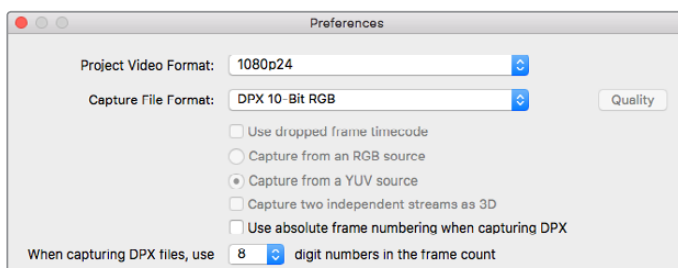 Preferences
Project Video Format: 1080p24
Capture File Format: DPX 10-Bit RGB Quality
Use dropped frame timecode
Capture from an RGB source
Capture from a YUV source
Capture two independent streams as 3D
Use absolute frame numbering when capturing DPX
When capturing DPX files, use 8 digit numbers in the frame count